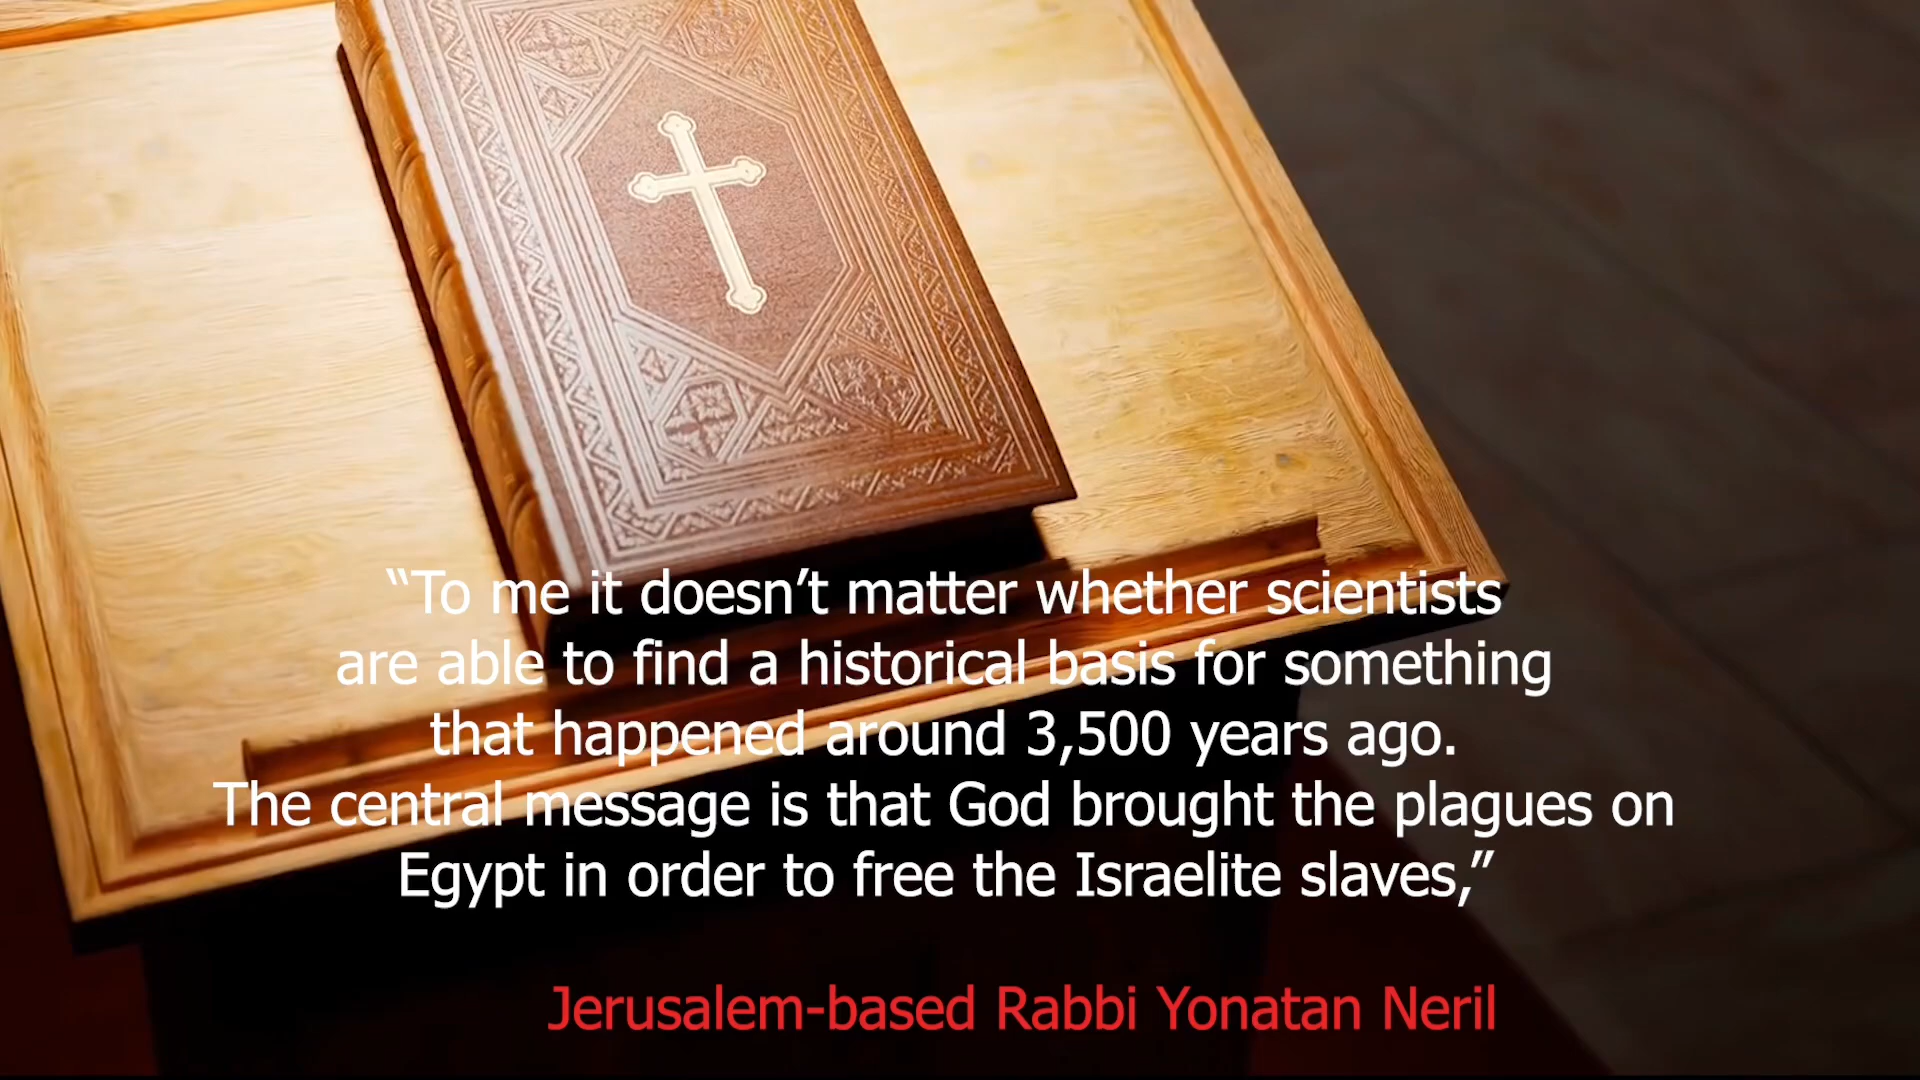 “To me it doesn’t matter whether scientists
are able to find a historical basis for something
that happened around 3,500 years ago.
The central message is that God brought the plagues on
Egypt in order to free the Israelite slaves,”
Jerusalem-based Rabbi Yonatan Neril